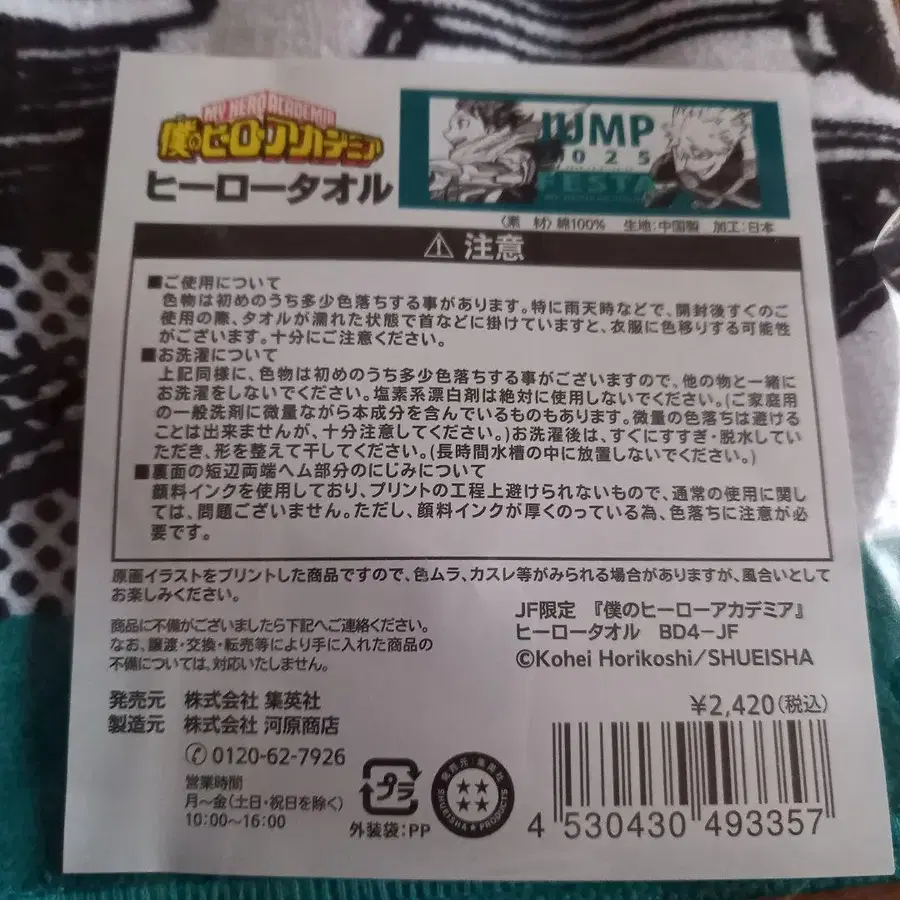 MY HERO ACADEMIA
僕のヒーローアカデミア
ヒーロータオル
JUMP
2025
FESTA
〈素 材〉綿100% 生地:中国製 加工:日本
⚠ 注意
■ご使用について
色物は初めのうち多少色落ちする事があります。特に雨天時などで、開封後すぐのご
使用の際、タオルが濡れた状態で首などに掛けていますと、衣服に色移りする可能性
がございます。十分にご注意ください。
■お洗濯について
上記同様に、色物は初めのうち多少色落ちする事がございますので、他の物と一緒に
お洗濯をしないでください。塩素系漂白剤は絶対に使用しないでください。(ご家庭用
の一般洗剤に微量ながら本成分を含んでいるものもあります。微量の色落ちは避ける
ことは出来ませんが、十分注意してください。)お洗濯後は、すぐにすすぎ・脱水してい
ただき、形を整えて干してください。(長時間水槽の中に放置しないでください。)
■裏面の短辺両端ヘム部分のにじみについて
顔料インクを使用しており、プリントの工程上避けられないもので、通常の使用に関し
ては、問題ございません。ただし、顔料インクが厚くのっている為、色落ちに注意が必
要です。
原画イラストをプリントした商品ですので、色ムラ、カスレ等がみられる場合がありますが、風合いとして
お楽しみください。
商品に不備がございましたら下記へご連絡ください。
なお、譲渡・交換・転売等により手に入れた商品の
不備については、対応いたしません。
JF限定 『僕のヒーローアカデミア』
ヒーロータオル BD4-JF
©Kohei Horikoshi/SHUEISHA
発売元 株式会社 集英社
製造元 株式会社 河原商店
✆0120-62-7926
営業時間
月～金(土日・祝日を除く)
10:00～16:00
プラ
外装袋:PP
発売元:集英社
SHUEISHA★PRODUCTS
¥2,420(税込)
4 530430 493357